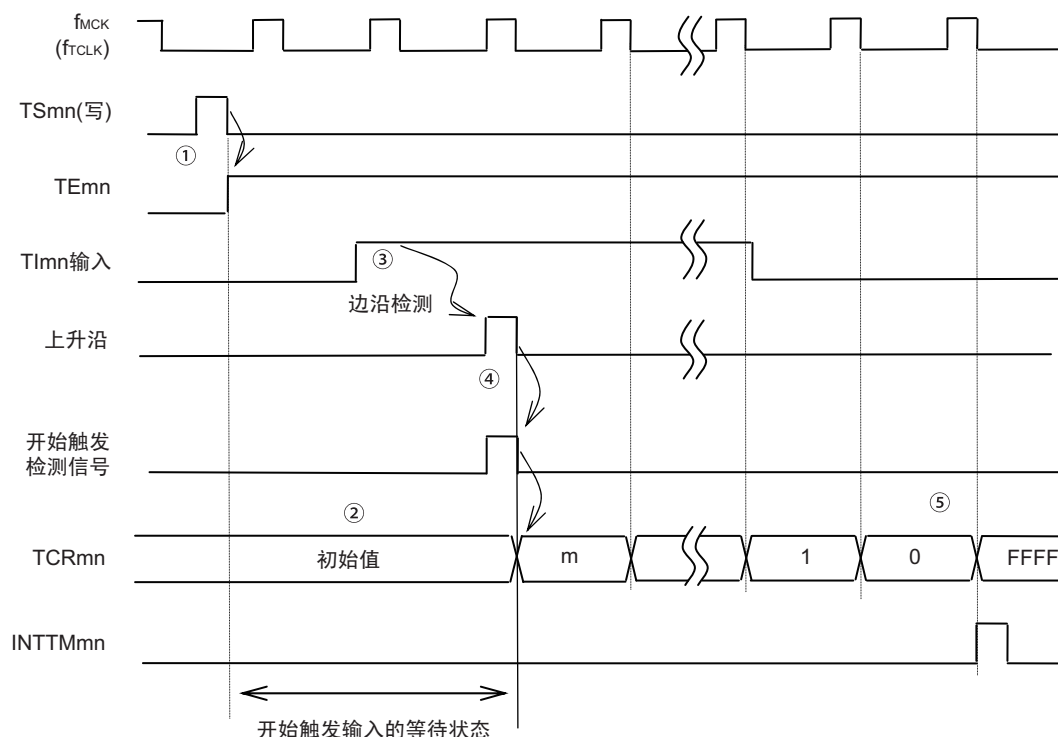 fMCK
(fTCLK)
TSmn(写)
①
TEmn
TImn输入
③
边沿检测
上升沿
④
开始触发
检测信号
②
⑤
TCRmn
初始值
m
1
0
FFFF
INTTMmn
开始触发输入的等待状态